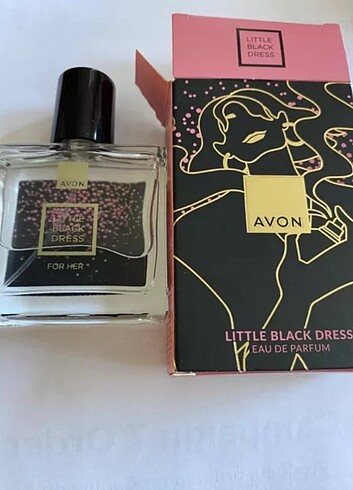 LITTLE
BLACK
DRESS
AVON
LITTLE BLACK DRESS
EAU DE PARFUM
AVON
LITTLE
BLACK
DRESS
FOR HER